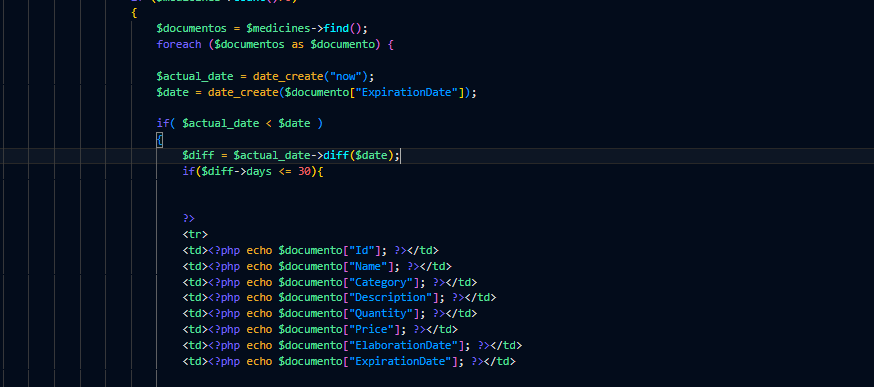 {
$documentos = $medicines->find();
foreach ($documentos as $documento) {
$actual_date = date_create("now");
$date = date_create($documento["ExpirationDate"]);
if( $actual_date < $date )
{
$diff = $actual_date->diff($date);
if($diff->days <= 30){
?>
<tr>
<td><?php echo $documento["Id"]; ?></td>
<td><?php echo $documento["Name"]; ?></td>
<td><?php echo $documento["Category"]; ?></td>
<td><?php echo $documento["Description"]; ?></td>
<td><?php echo $documento["Quantity"]; ?></td>
<td><?php echo $documento["Price"]; ?></td>
<td><?php echo $documento["ElaborationDate"]; ?></td>
<td><?php echo $documento["ExpirationDate"]; ?></td>